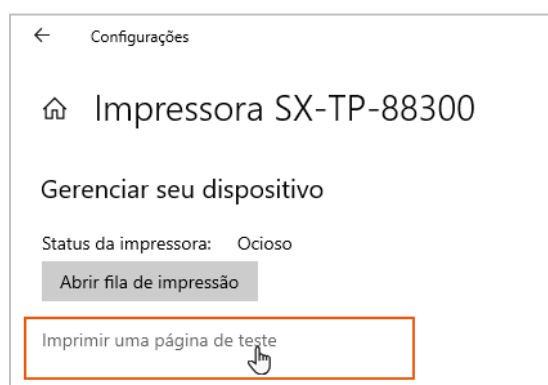 Configurações
Impressora SX-TP-88300
Gerenciar seu dispositivo
Status da impressora: Ocioso
Abrir fila de impressão
Imprimir uma página de teste